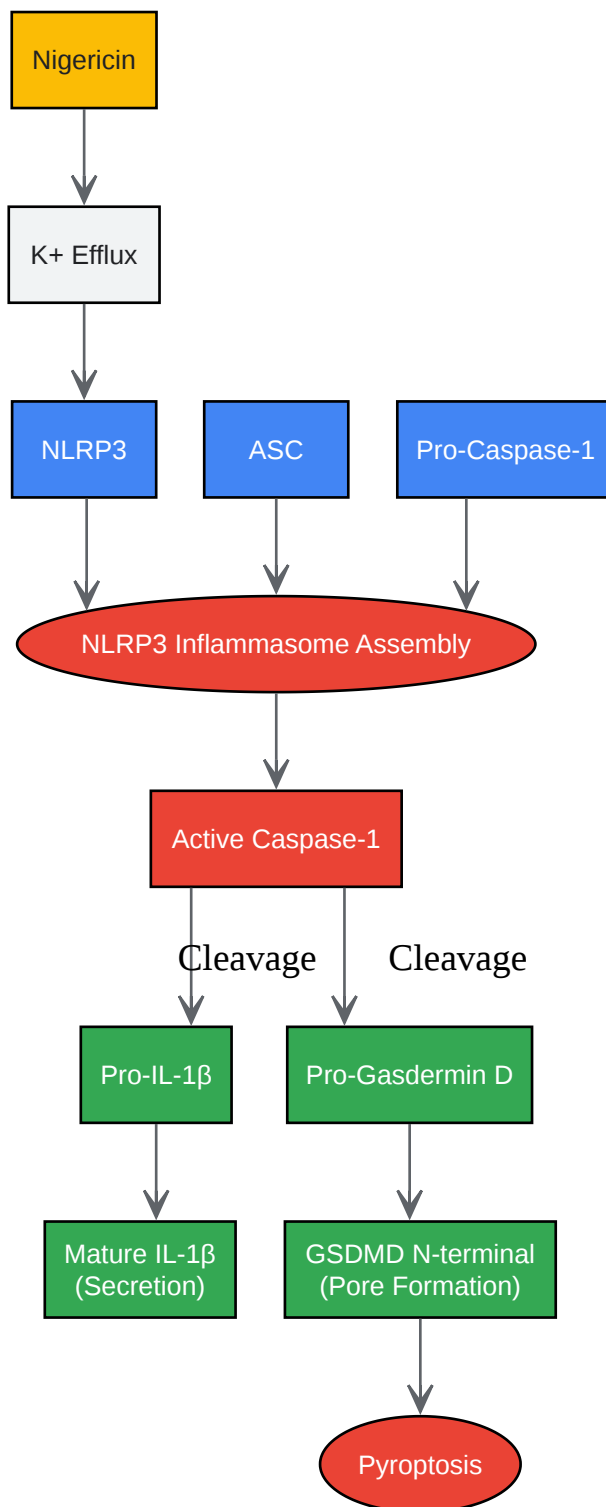 Nigericin
K+ Efflux
NLRP3
ASC
Pro-Caspase-1
NLRP3 Inflammasome Assembly
Active Caspase-1
Cleavage
Cleavage
Pro-IL-1β
Pro-Gasdermin D
Mature IL-1β
(Secretion)
GSDMD N-terminal
(Pore Formation)
Pyroptosis